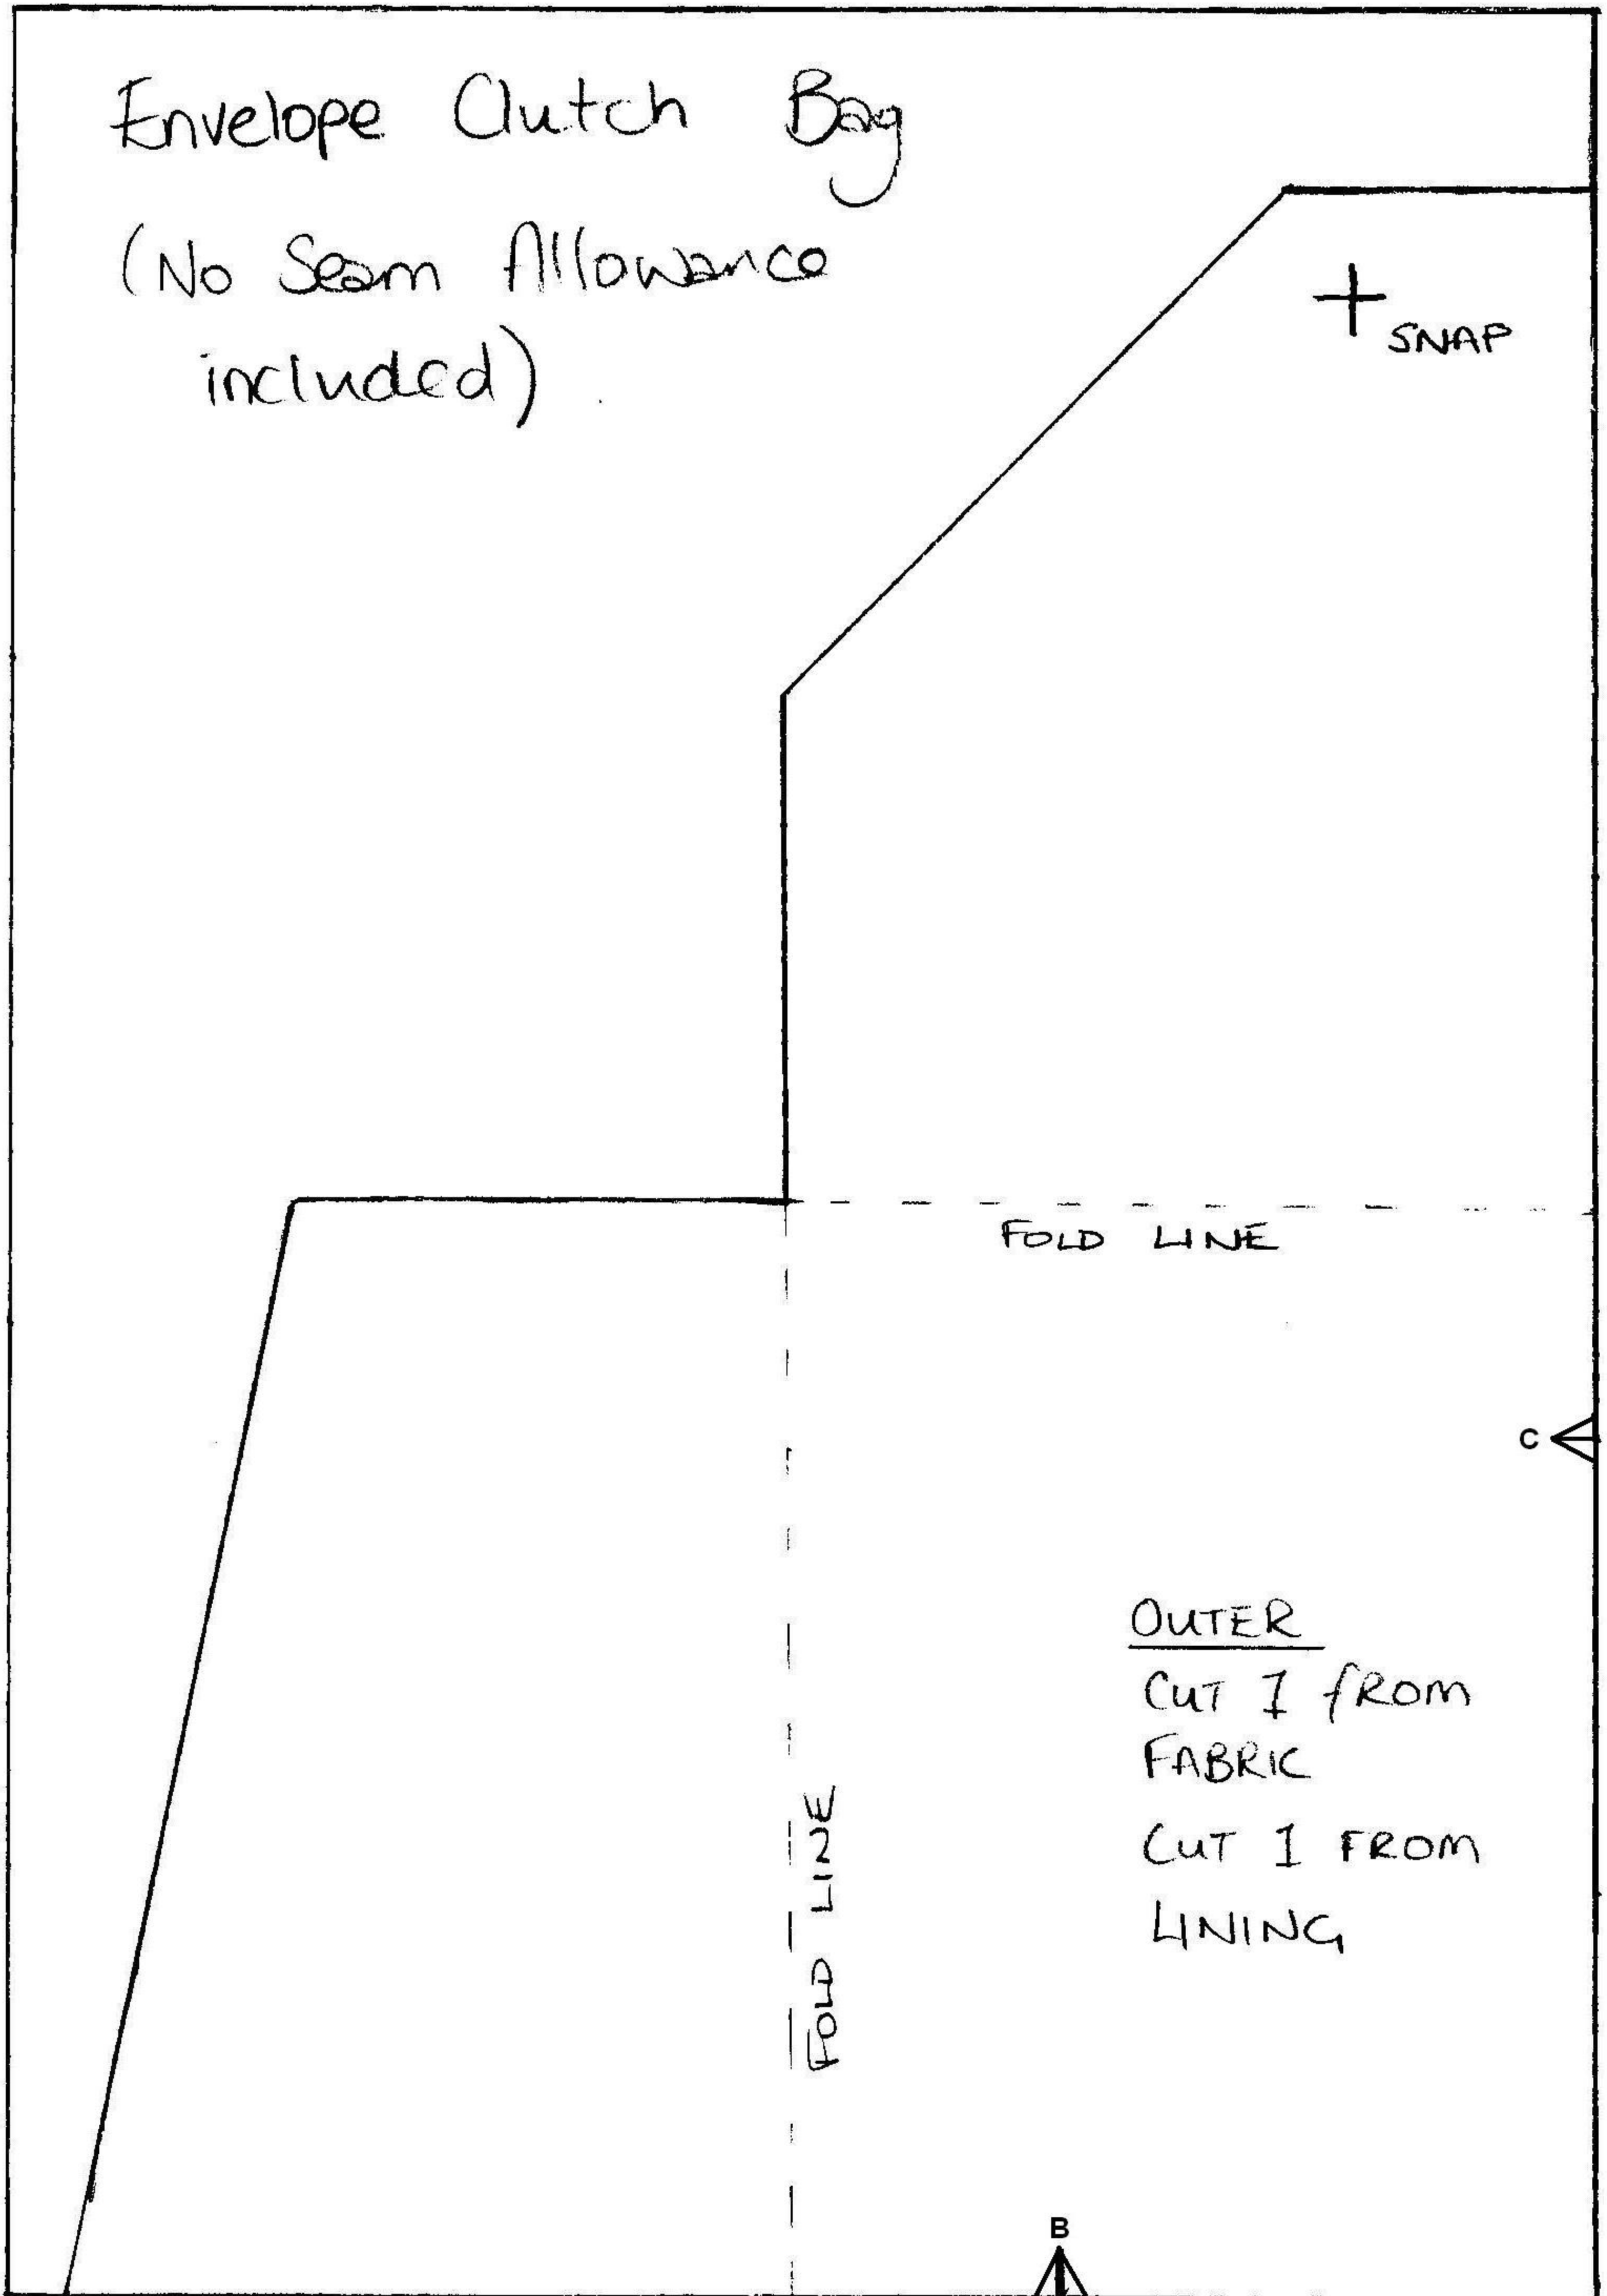 Envelope Clutch Bag
(No Seam Allowance
included)
SNAP
FOLD LINE
C
OUTER
CUT 1 fROM
FABRIC
CUT 1 FROM
LINING
FOLD LINE
B